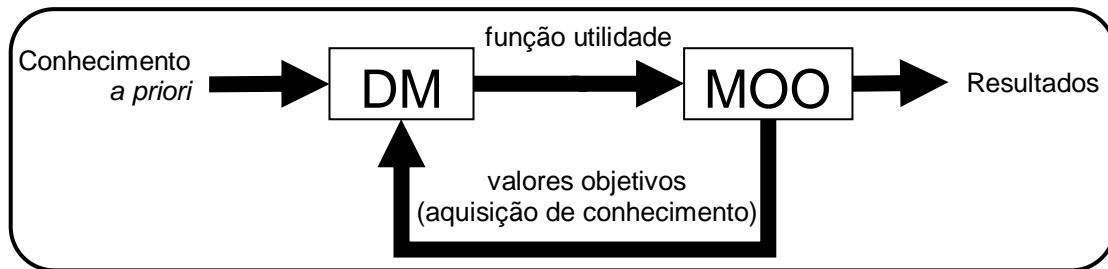 Conhecimento
a priori
DM
função utilidade
MOO
Resultados
valores objetivos
(aquisição de conhecimento)